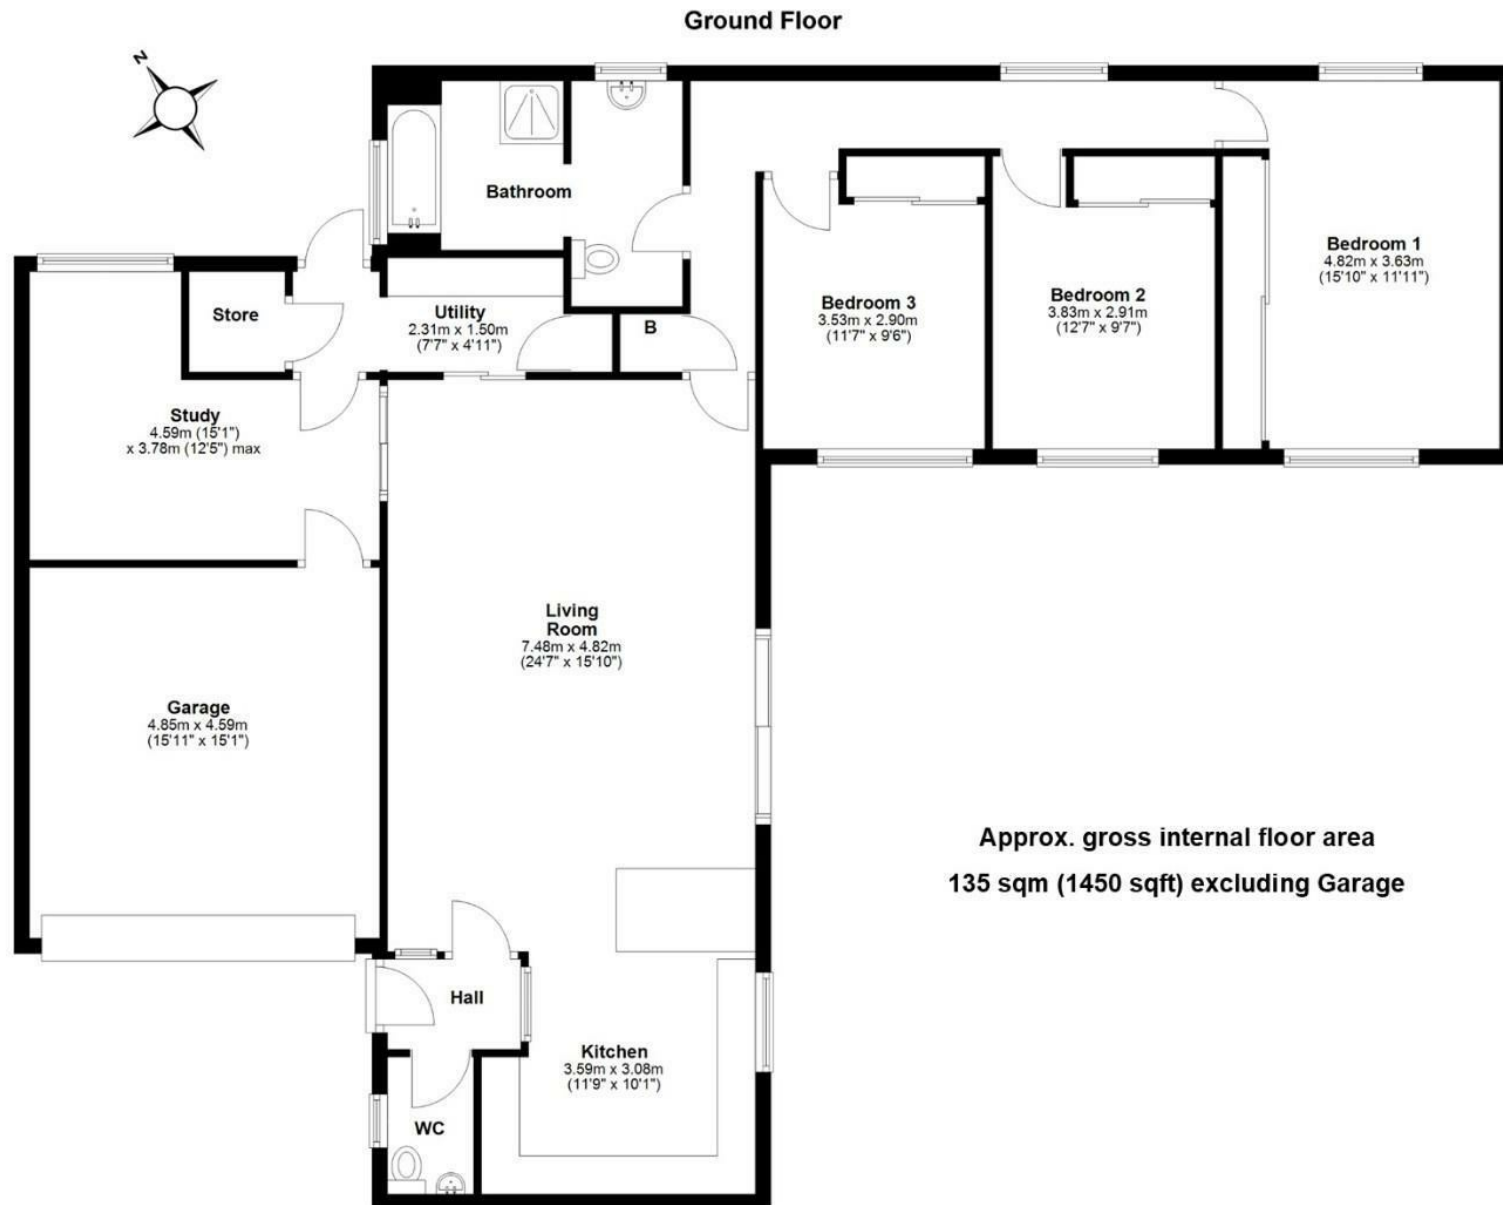 Ground Floor
N
Bathroom
Store
Utility
2.31m x 1.50m
(7'7" x 4'11")
B
Bedroom 3
3.53m x 2.90m
(11'7" x 9'6")
Bedroom 2
3.83m x 2.91m
(12'7" x 9'7")
Bedroom 1
4.82m x 3.63m
(15'10" x 11'11")
Study
4.59m (15'1")
x 3.78m (12'5") max
Living
Room
7.48m x 4.82m
(24'7" x 15'10")
Garage
4.85m x 4.59m
(15'11" x 15'1")
Approx. gross internal floor area
135 sqm (1450 sqft) excluding Garage
Hall
Kitchen
3.59m x 3.08m
(11'9" x 10'1")
WC